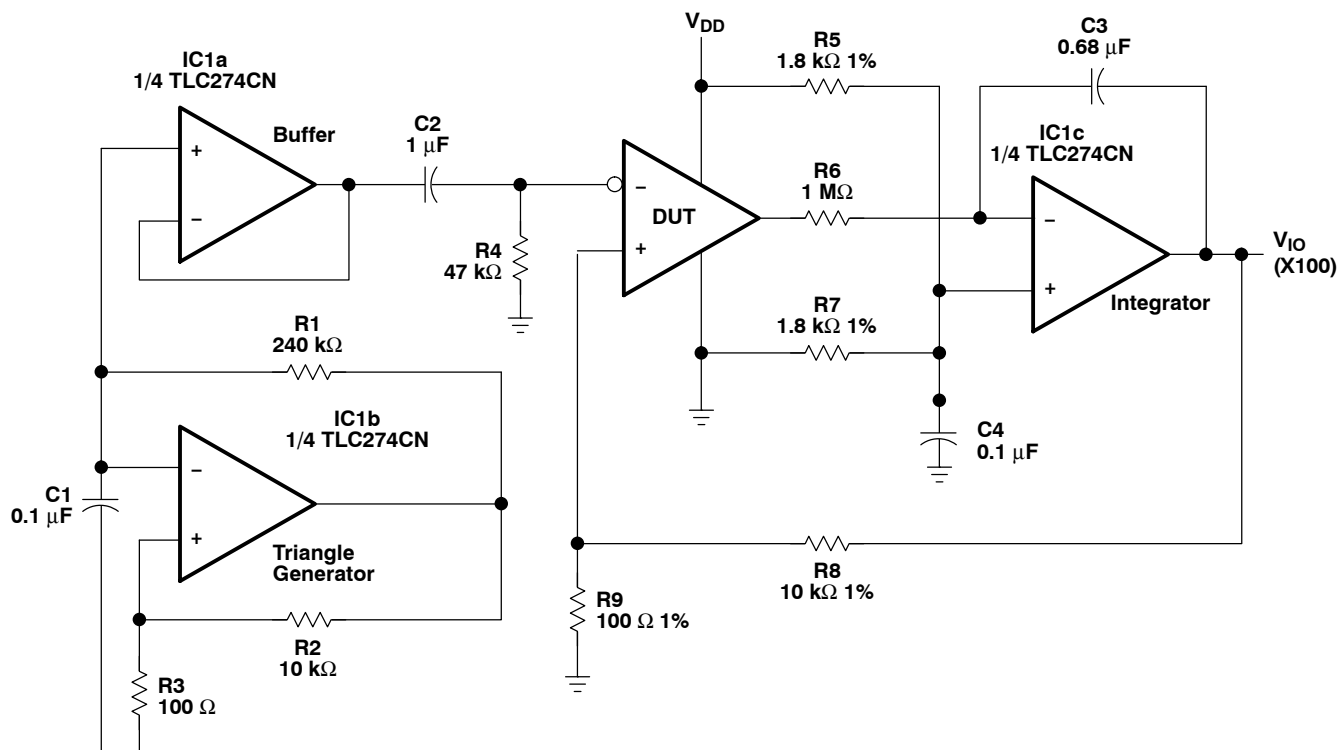 IC1a
1/4 TLC274CN
+
−
Buffer
C2
1 μF
R4
47 kΩ
VDD
−
DUT
+
R5
1.8 kΩ 1%
R6
1 MΩ
R7
1.8 kΩ 1%
C3
0.68 μF
IC1c
1/4 TLC274CN
−
+
Integrator
VIO
(X100)
C4
0.1 μF
R1
240 kΩ
IC1b
1/4 TLC274CN
−
+
Triangle
Generator
C1
0.1 μF
R2
10 kΩ
R3
100 Ω
R8
10 kΩ 1%
R9
100 Ω 1%